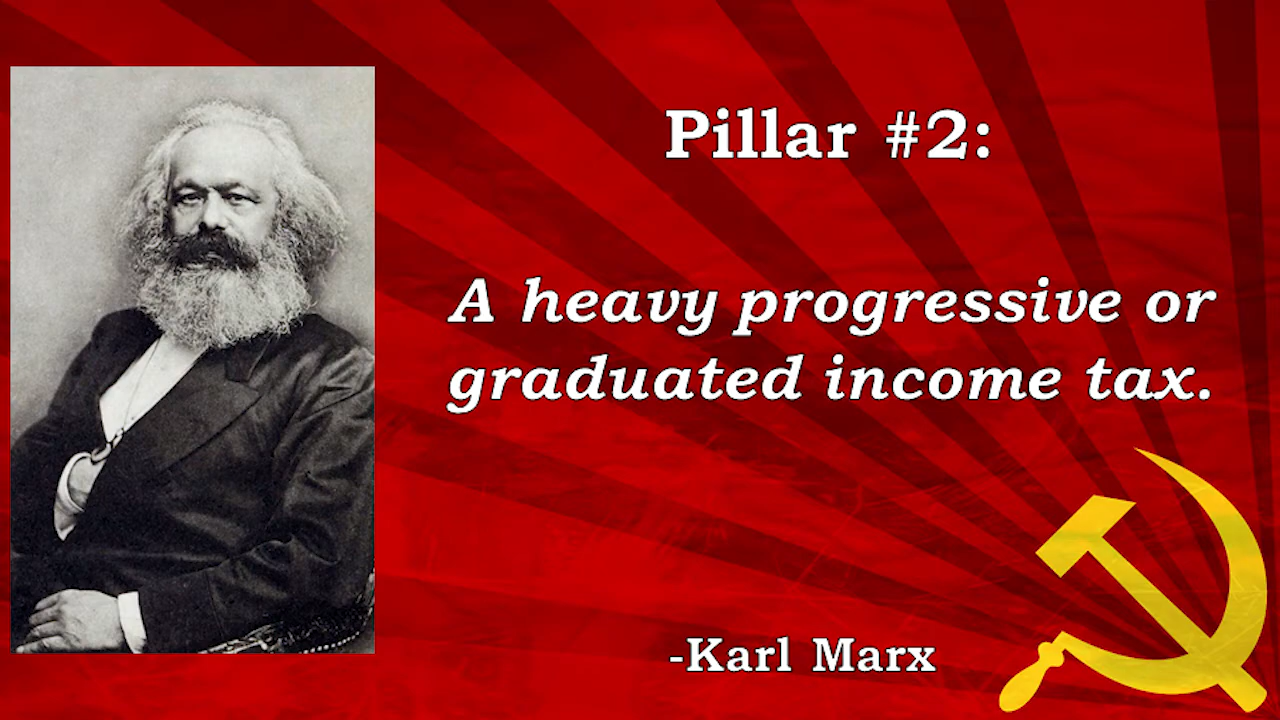 Pillar #2:
A heavy progressive or
graduated income tax.
-Karl Marx